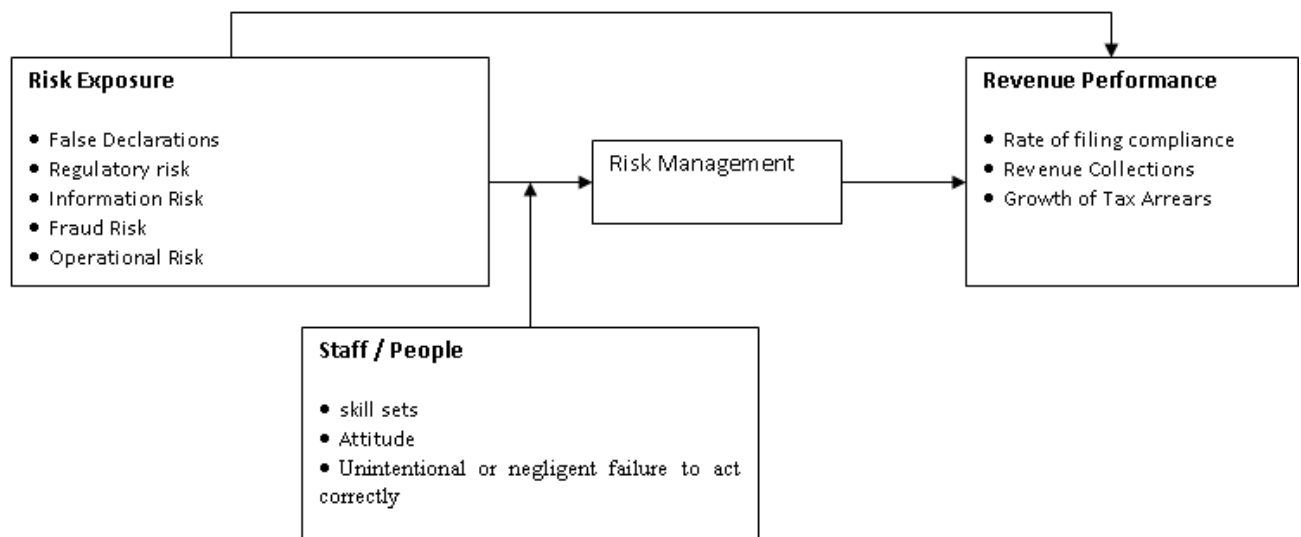 Risk Exposure
• False Declarations
• Regulatory risk
• Information Risk
• Fraud Risk
• Operational Risk
Risk Management
Revenue Performance
• Rate of filing compliance
• Revenue Collections
• Growth of Tax Arrears
Staff / People
• skill sets
• Attitude
• Unintentional or negligent failure to act
correctly